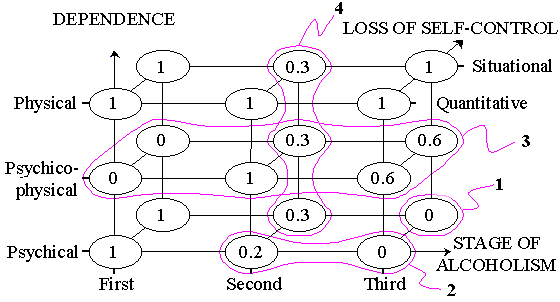 4
DEPENDENCE
LOSS OF SELF-CONTROL
1 0.3 1 Situational
Physical 1 1 1 Quantitative
0 0.3 0.6 3
Psychico-
physical 0 1 0.6
1 0.3 0 1
Psychical 1 0.2 0 STAGE OF
ALCOHOLISM
First Second Third 2